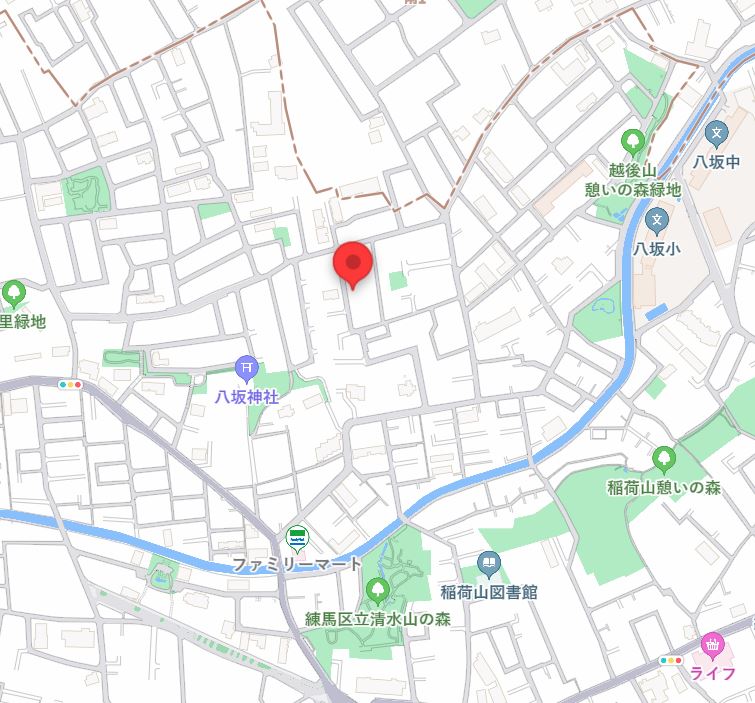 八坂中
越後山
憩いの森緑地
八坂小
里緑地
八坂神社
稲荷山憩いの森
ファミリーマート
稲荷山図書館
練馬区立清水山の森
ライフ